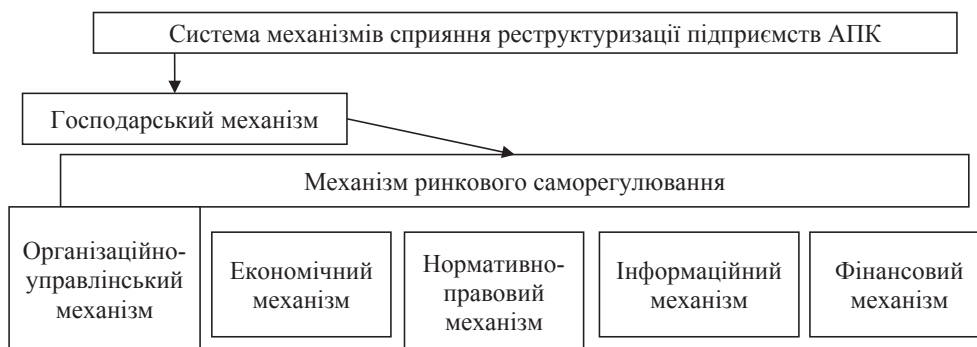 Система механізмів сприяння реструктуризації підприємств АПК
Господарський механізм
Механізм ринкового саморегулювання
Організаційно-
управлінський
механізм
Економічний
механізм
Нормативно-
правовий
механізм
Інформаційний
механізм
Фінансовий
механізм